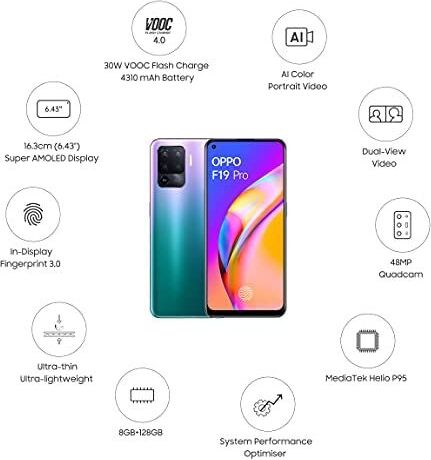 VOOC
FLASH CHARGE
4.0
30W VOOC Flash Charge
4310 mAh Battery
AI
AI Color
Portrait Video
6.43"
16.3cm (6.43")
Super AMOLED Display
Dual-View
Video
OPPO
F19 Pro
In-Display
Fingerprint 3.0
48MP
Quadcam
Ultra-thin
Ultra-lightweight
MediaTek Helio P95
8GB+128GB
System Performance
Optimiser